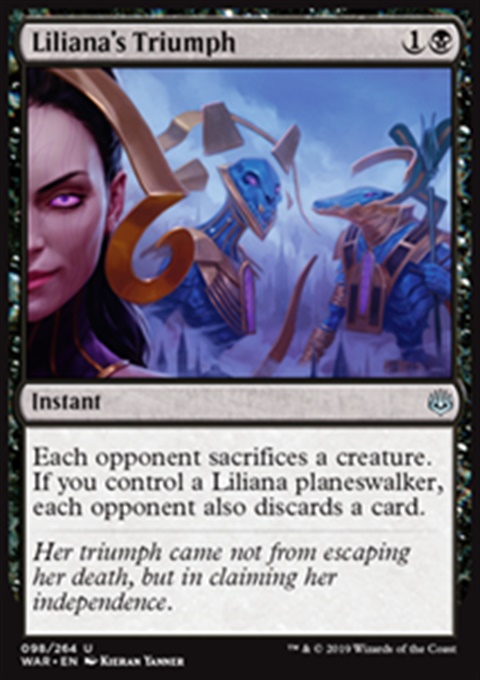 Liliana's Triumph 1
Instant
Each opponent sacrifices a creature.
If you control a Liliana planeswalker,
each opponent also discards a card.
Her triumph came not from escaping
her death, but in claiming her
independence.
098/264 U
WAR • EN Kieran Yanner
™ & © 2019 Wizards of the Coast